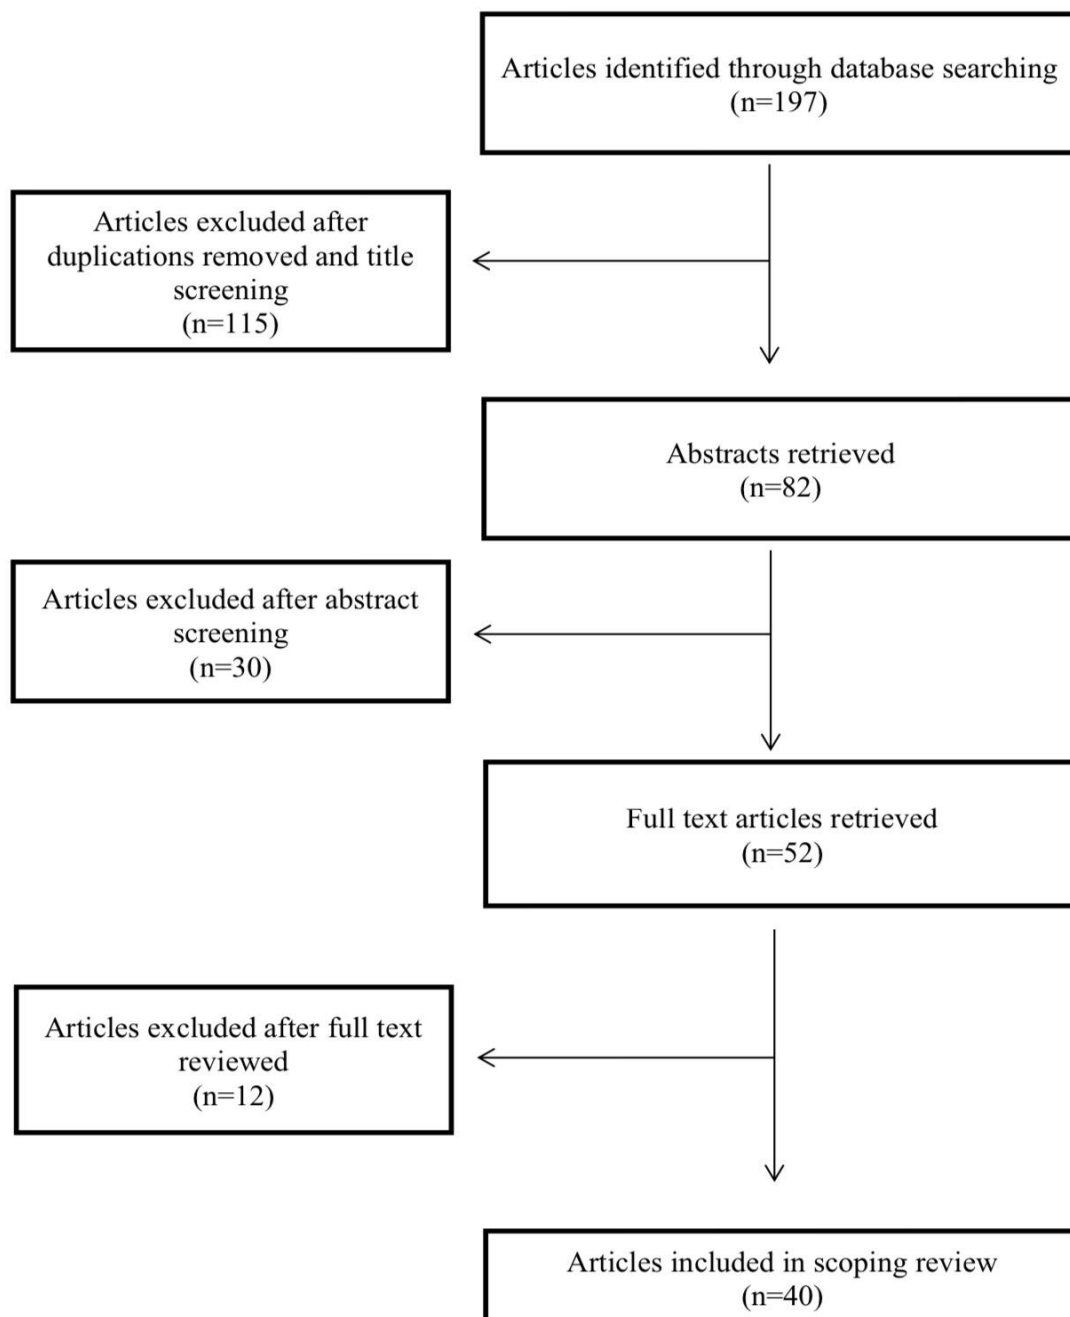 Articles identified through database searching
(n=197)
Articles excluded after
duplications removed and title
screening
(n=115)
Abstracts retrieved
(n=82)
Articles excluded after abstract
screening
(n=30)
Full text articles retrieved
(n=52)
Articles excluded after full text
reviewed
(n=12)
Articles included in scoping review
(n=40)